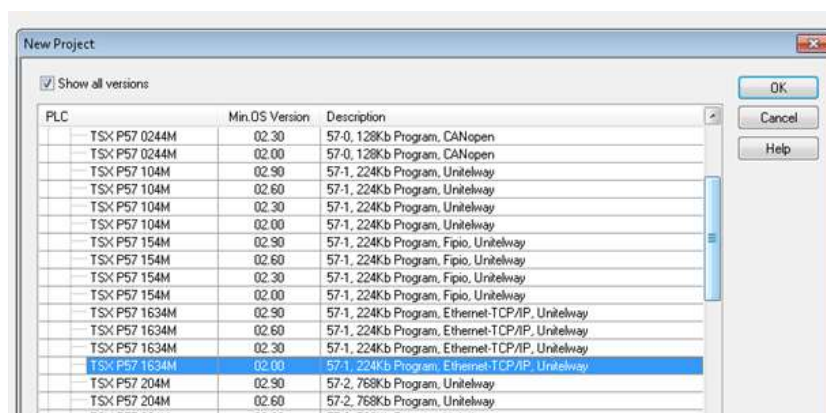 New Project
Show all versions
OK
PLC Min.OS Version Description
Cancel
TSX P57 0244M 02.30 57-0, 128Kb Program, CANopen
Help
TSX P57 0244M 02.00 57-0, 128Kb Program, CANopen
TSX P57 104M 02.90 57-1, 224Kb Program, Unitelway
TSX P57 104M 02.60 57-1, 224Kb Program, Unitelway
TSX P57 104M 02.30 57-1, 224Kb Program, Unitelway
TSX P57 104M 02.00 57-1, 224Kb Program, Unitelway
TSX P57 154M 02.90 57-1, 224Kb Program, Fipio, Unitelway
TSX P57 154M 02.60 57-1, 224Kb Program, Fipio, Unitelway
TSX P57 154M 02.30 57-1, 224Kb Program, Fipio, Unitelway
TSX P57 154M 02.00 57-1, 224Kb Program, Fipio, Unitelway
TSX P57 1634M 02.90 57-1, 224Kb Program, Ethernet-TCP/IP, Unitelway
TSX P57 1634M 02.60 57-1, 224Kb Program, Ethernet-TCP/IP, Unitelway
TSX P57 1634M 02.30 57-1, 224Kb Program, Ethernet-TCP/IP, Unitelway
TSX P57 1634M 02.00 57-1, 224Kb Program, Ethernet-TCP/IP, Unitelway
TSX P57 204M 02.90 57-2, 768Kb Program, Unitelway
TSX P57 204M 02.60 57-2, 768Kb Program, Unitelway